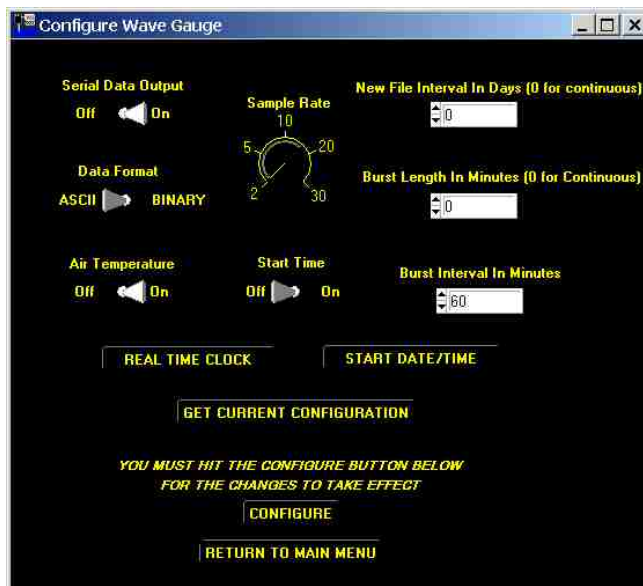 Configure Wave Gauge
Serial Data Output
Off On
Sample Rate
2 5 10 20 30
New File Interval In Days (0 for continuous)
0
Data Format
ASCII BINARY
Burst Length In Minutes (0 for Continuous)
0
Air Temperature
Off On
Start Time
Off On
Burst Interval In Minutes
60
REAL TIME CLOCK
START DATE/TIME
GET CURRENT CONFIGURATION
YOU MUST HIT THE CONFIGURE BUTTON BELOW
FOR THE CHANGES TO TAKE EFFECT
CONFIGURE
RETURN TO MAIN MENU